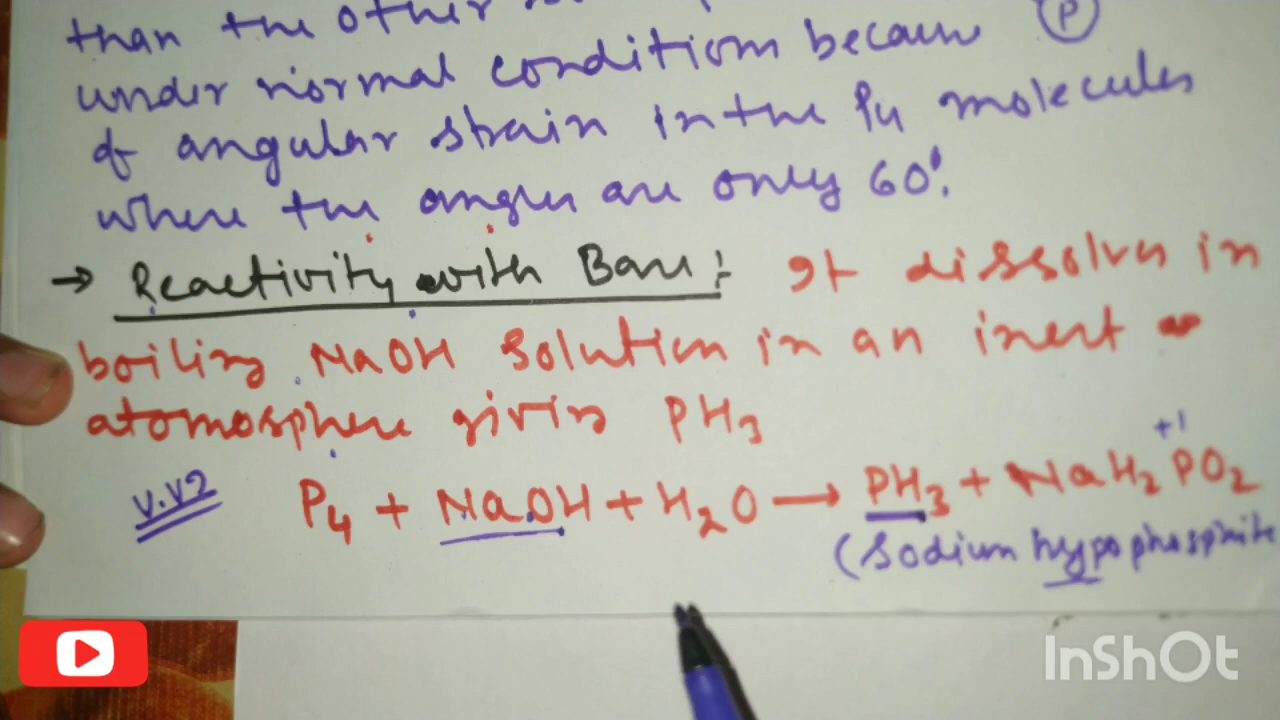 than the other
under normal condition because Ⓟ
of angular strain in the P4 molecules
where the angles are only 60°.
→ Reactivity with Base :- It dissolves in
boiling NaOH Solution in an inert
atomosphere giving PH3
+1
V.V2 P4 + NaOH + H2O → PH3 + NaH2PO2
(Sodium hypophosphite
InShOt